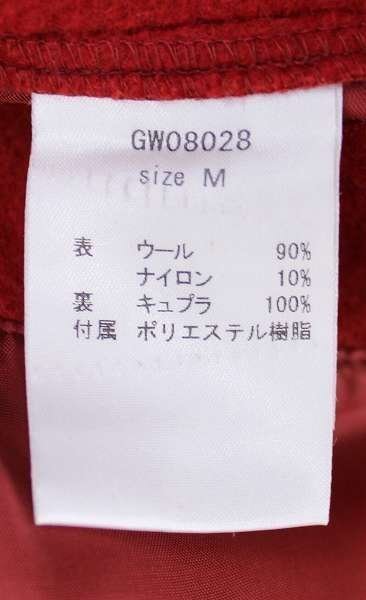 GW08028
size M
表 ウール 90%
ナイロン 10%
裏 キュプラ 100%
付属 ポリエステル樹脂